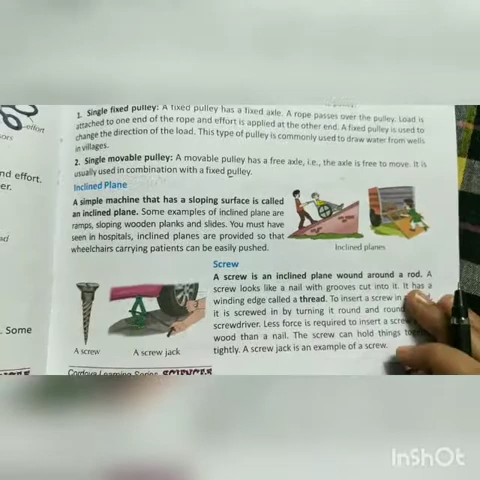 1. Single fixed pulley: A fixed pulley has a fixed axle. A rope passes over the pulley. Load is
attached to one end of the rope and effort is applied at the other end. A fixed pulley is used to
change the direction of the load. This type of pulley is commonly used to draw water from wells
in villages.
2. Single movable pulley: A movable pulley has a free axle, i.e., the axle is free to move. It is
usually used in combination with a fixed pulley.
Inclined Plane
A simple machine that has a sloping surface is called
an inclined plane. Some examples of inclined plane are
ramps, sloping wooden planks and slides. You must have
seen in hospitals, inclined planes are provided so that
wheelchairs carrying patients can be easily pushed.
Inclined planes
Screw
A screw is an inclined plane wound around a rod. A
screw looks like a nail with grooves cut into it. It has a
winding edge called a thread. To insert a screw in
it is screwed in by turning it round and round
screwdriver. Less force is required to insert a screw
wood than a nail. The screw can hold things
tightly. A screw jack is an example of a screw.
A screw
A screw jack
Cordova Learning Series
effort
nd effort.
er.
. Some
InShOt